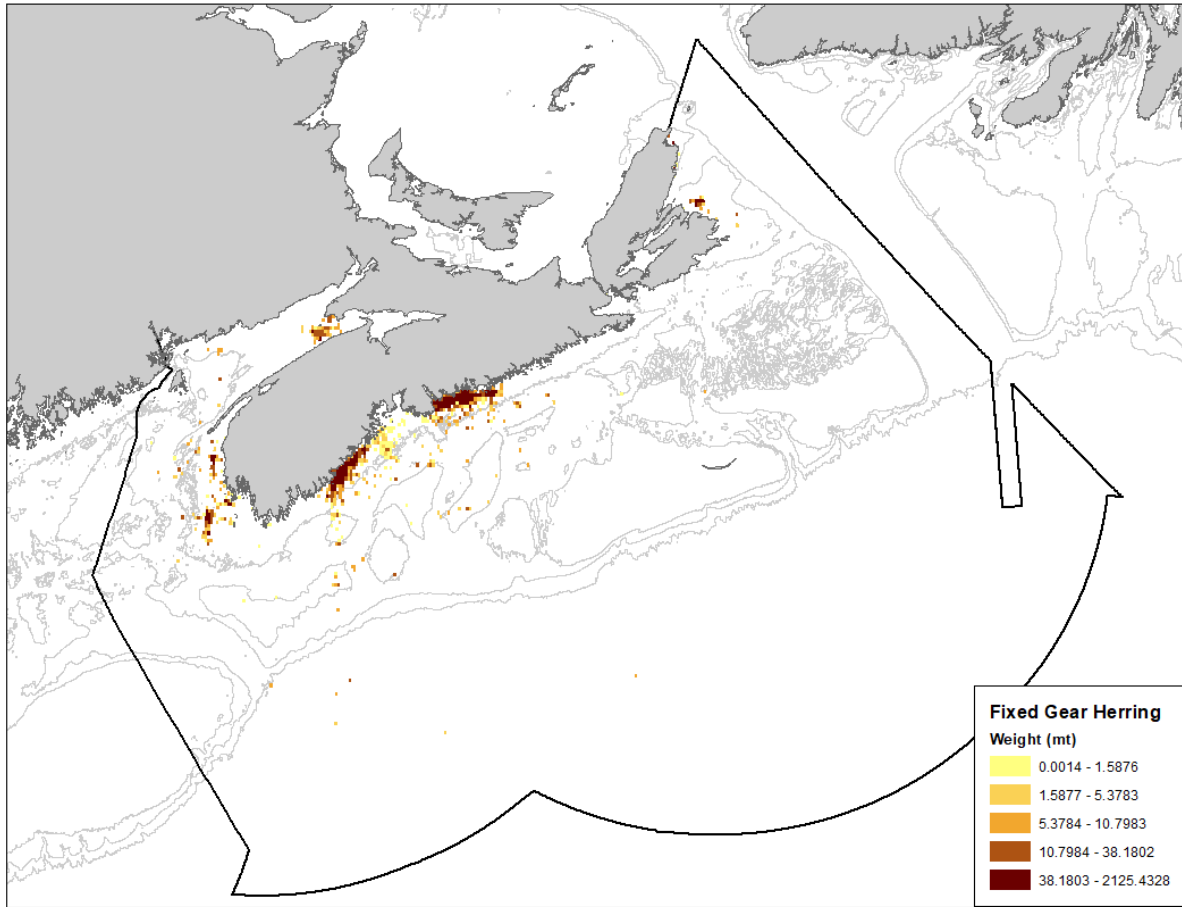 Fixed Gear Herring
Weight (mt)
0.0014 - 1.5876
1.5877 - 5.3783
5.3784 - 10.7983
10.7984 - 38.1802
38.1803 - 2125.4328